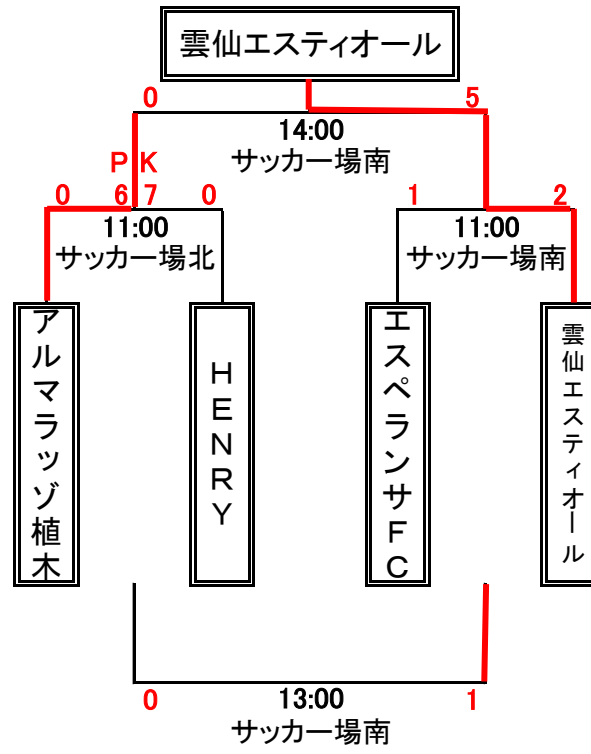 雲仙エスティオール
0 5
14:00
サッカー場南
PK
0 6 7 0 1 2
11:00 11:00
サッカー場北 サッカー場南
アルマラッゾ植木
HENRY
エスペランサFC
雲仙エスティオール
0 13:00 1
サッカー場南